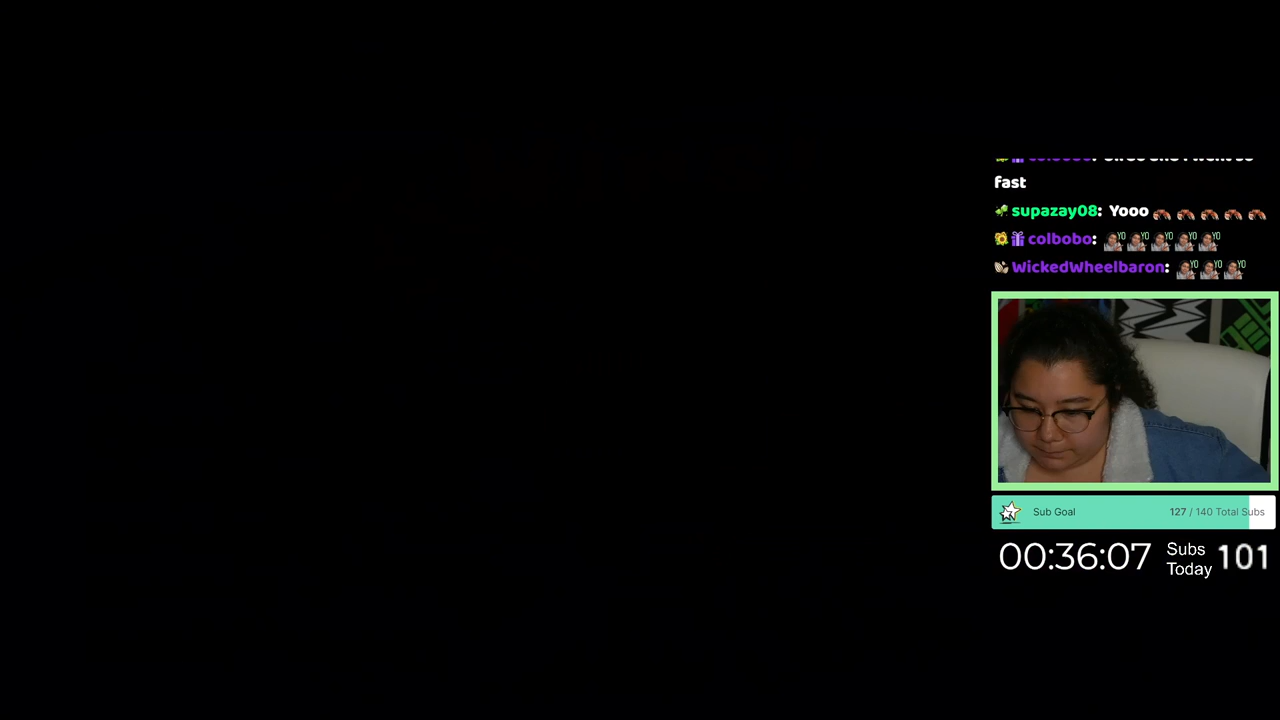 fast
supazay08: Yooo
colbobo:
WickedWheelbaron:
Sub Goal 127 / 140 Total Subs
00:36:07 Subs Today 101